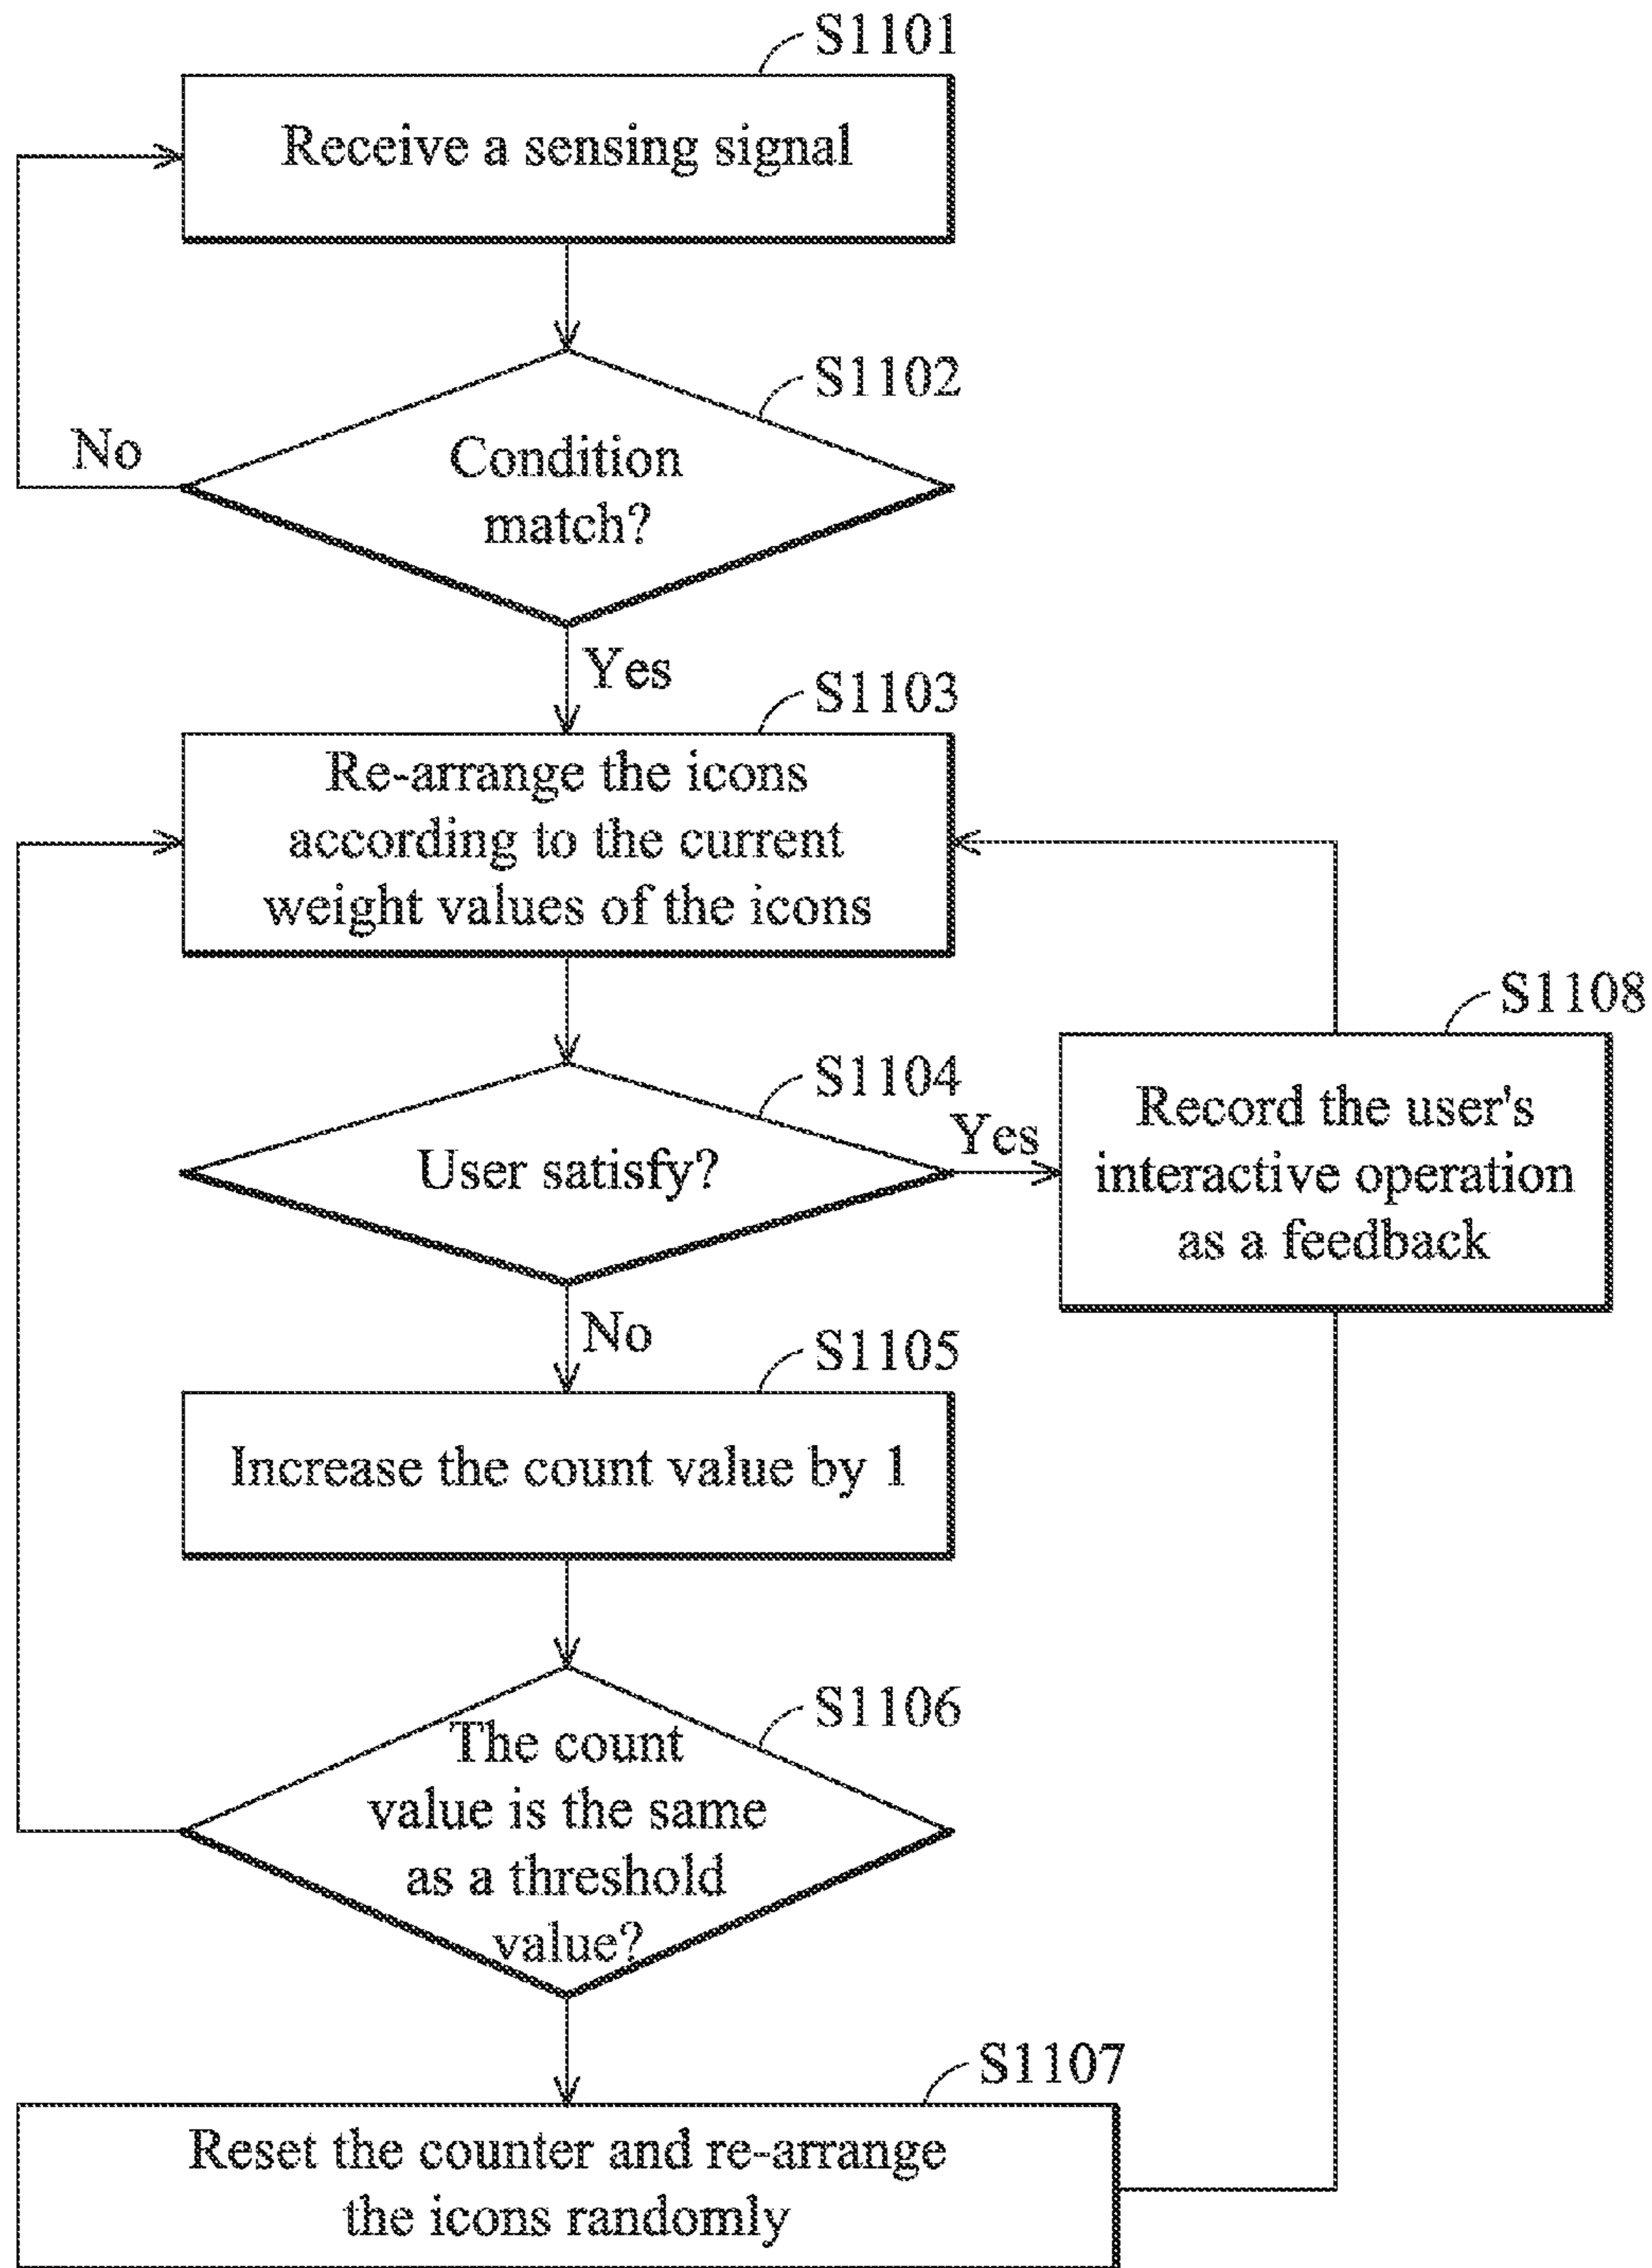 S1101
Receive a sensing signal
S1102
No
Condition
match?
Yes
S1103
Re-arrange the icons
according to the current
weight values of the icons
S1108
S1104
Yes
Record the user's
interactive operation
as a feedback
User satisfy?
No
S1105
Increase the count value by 1
S1106
The count
value is the same
as a threshold
value?
S1107
Reset the counter and re-arrange
the icons randomly